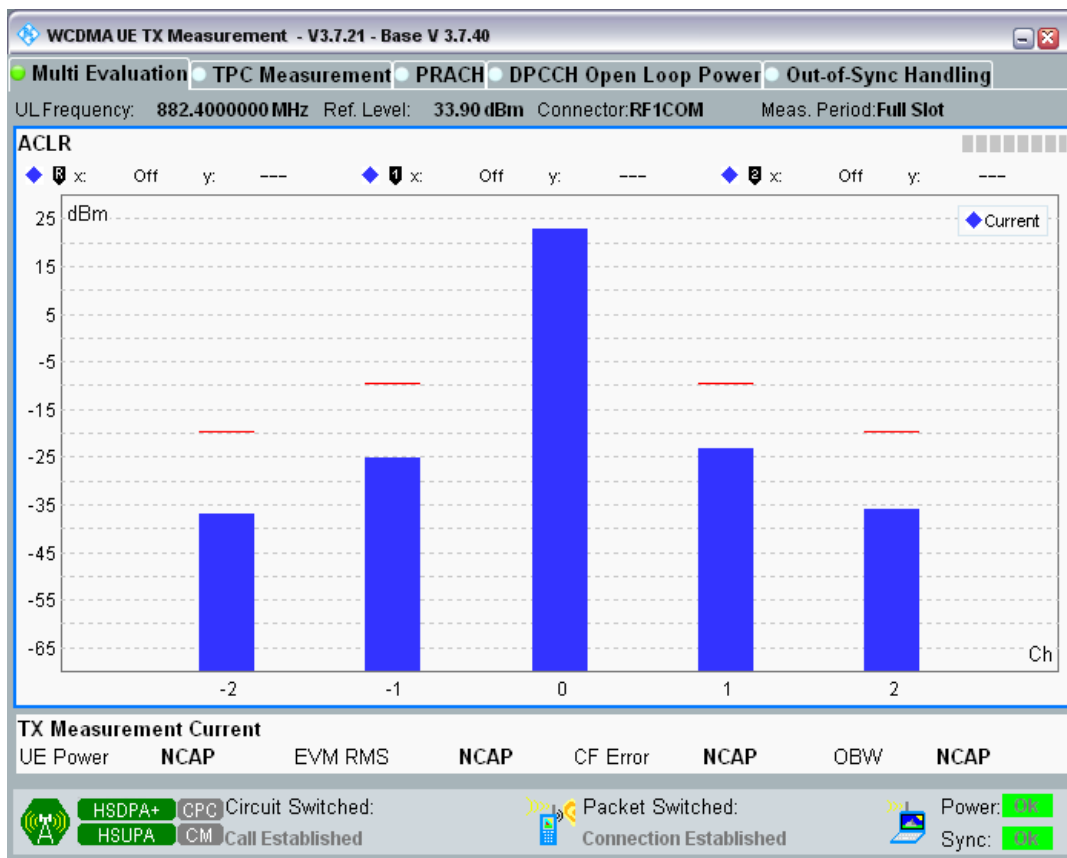 WCDMA UE TX Measurement - V3.7.21 - Base V 3.7.40
Multi Evaluation TPC Measurement PRACH DPCCH Open Loop Power Out-of-Sync Handling
UL Frequency: 882.4000000 MHz Ref. Level: 33.90 dBm Connector:RF1COM Meas. Period:Full Slot
ACLR
R x: Off y: --- 1 x: Off y: --- 2 x: Off y: ---
dBm
Current
25
15
5
-5
-15
-25
-35
-45
-55
-65
Ch
-2 -1 0 1 2
TX Measurement Current
UE Power NCAP EVM RMS NCAP CF Error NCAP OBW NCAP
HSDPA+ CPC Circuit Switched: Packet Switched: Power: Ok
HSUPA CM Call Established Connection Established Sync: Ok